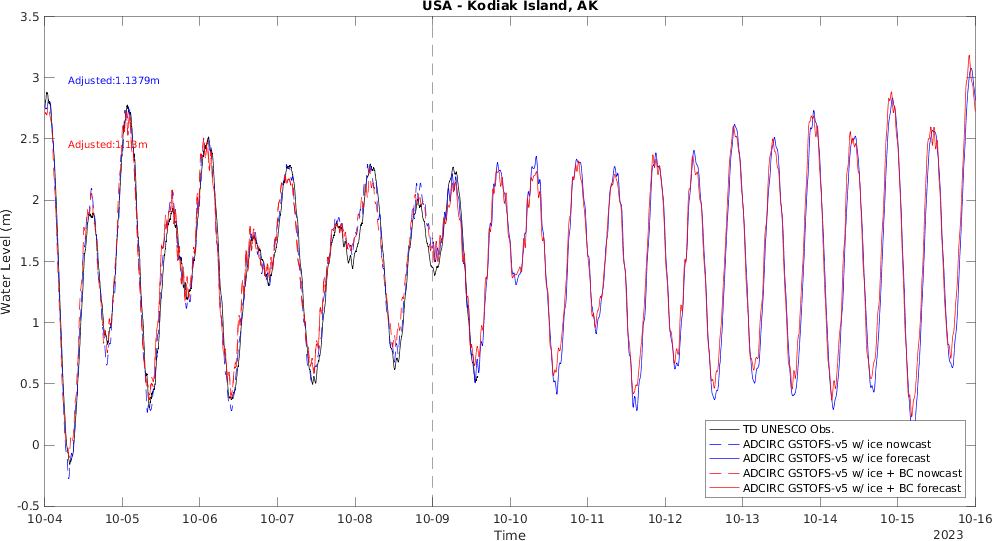 USA - Kodiak Island, AK
3.5
3
2.5
2
1.5
1
0.5
0
-0.5
Water Level (m)
Adjusted:1.1379m
Adjusted:1.13m
TD UNESCO Obs.
ADCIRC GSTOFS-v5 w/ ice nowcast
ADCIRC GSTOFS-v5 w/ ice forecast
ADCIRC GSTOFS-v5 w/ ice + BC nowcast
ADCIRC GSTOFS-v5 w/ ice + BC forecast
10-04 10-05 10-06 10-07 10-08 10-09 10-10 10-11 10-12 10-13 10-14 10-15 10-16
Time
2023